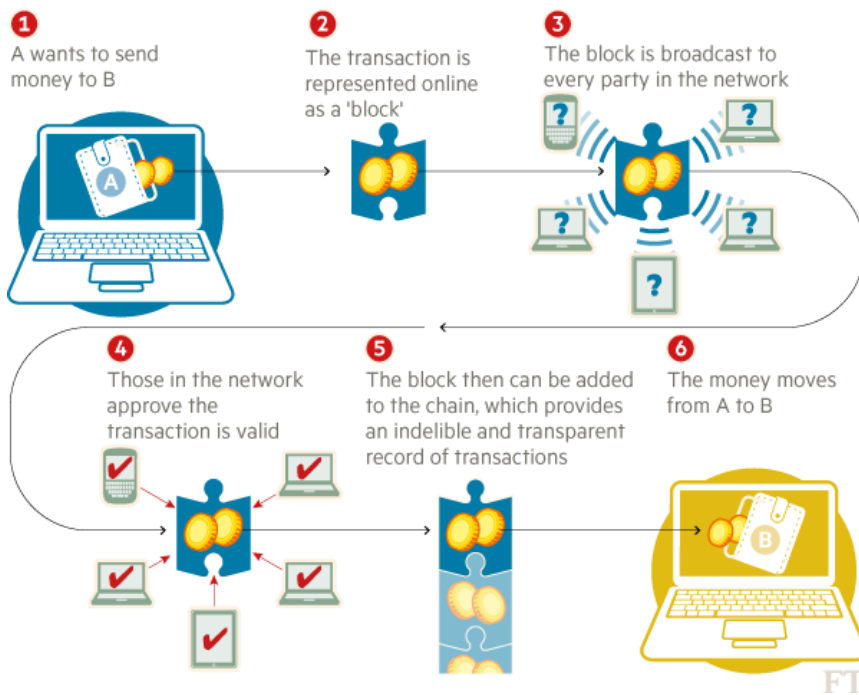 1
A wants to send
money to B
2
The transaction is
represented online
as a 'block'
3
The block is broadcast to
every party in the network
A
?
?
?
?
?
4
Those in the network
approve the
transaction is valid
5
The block then can be added
to the chain, which provides
an indelible and transparent
record of transactions
6
The money moves
from A to B
B
FT